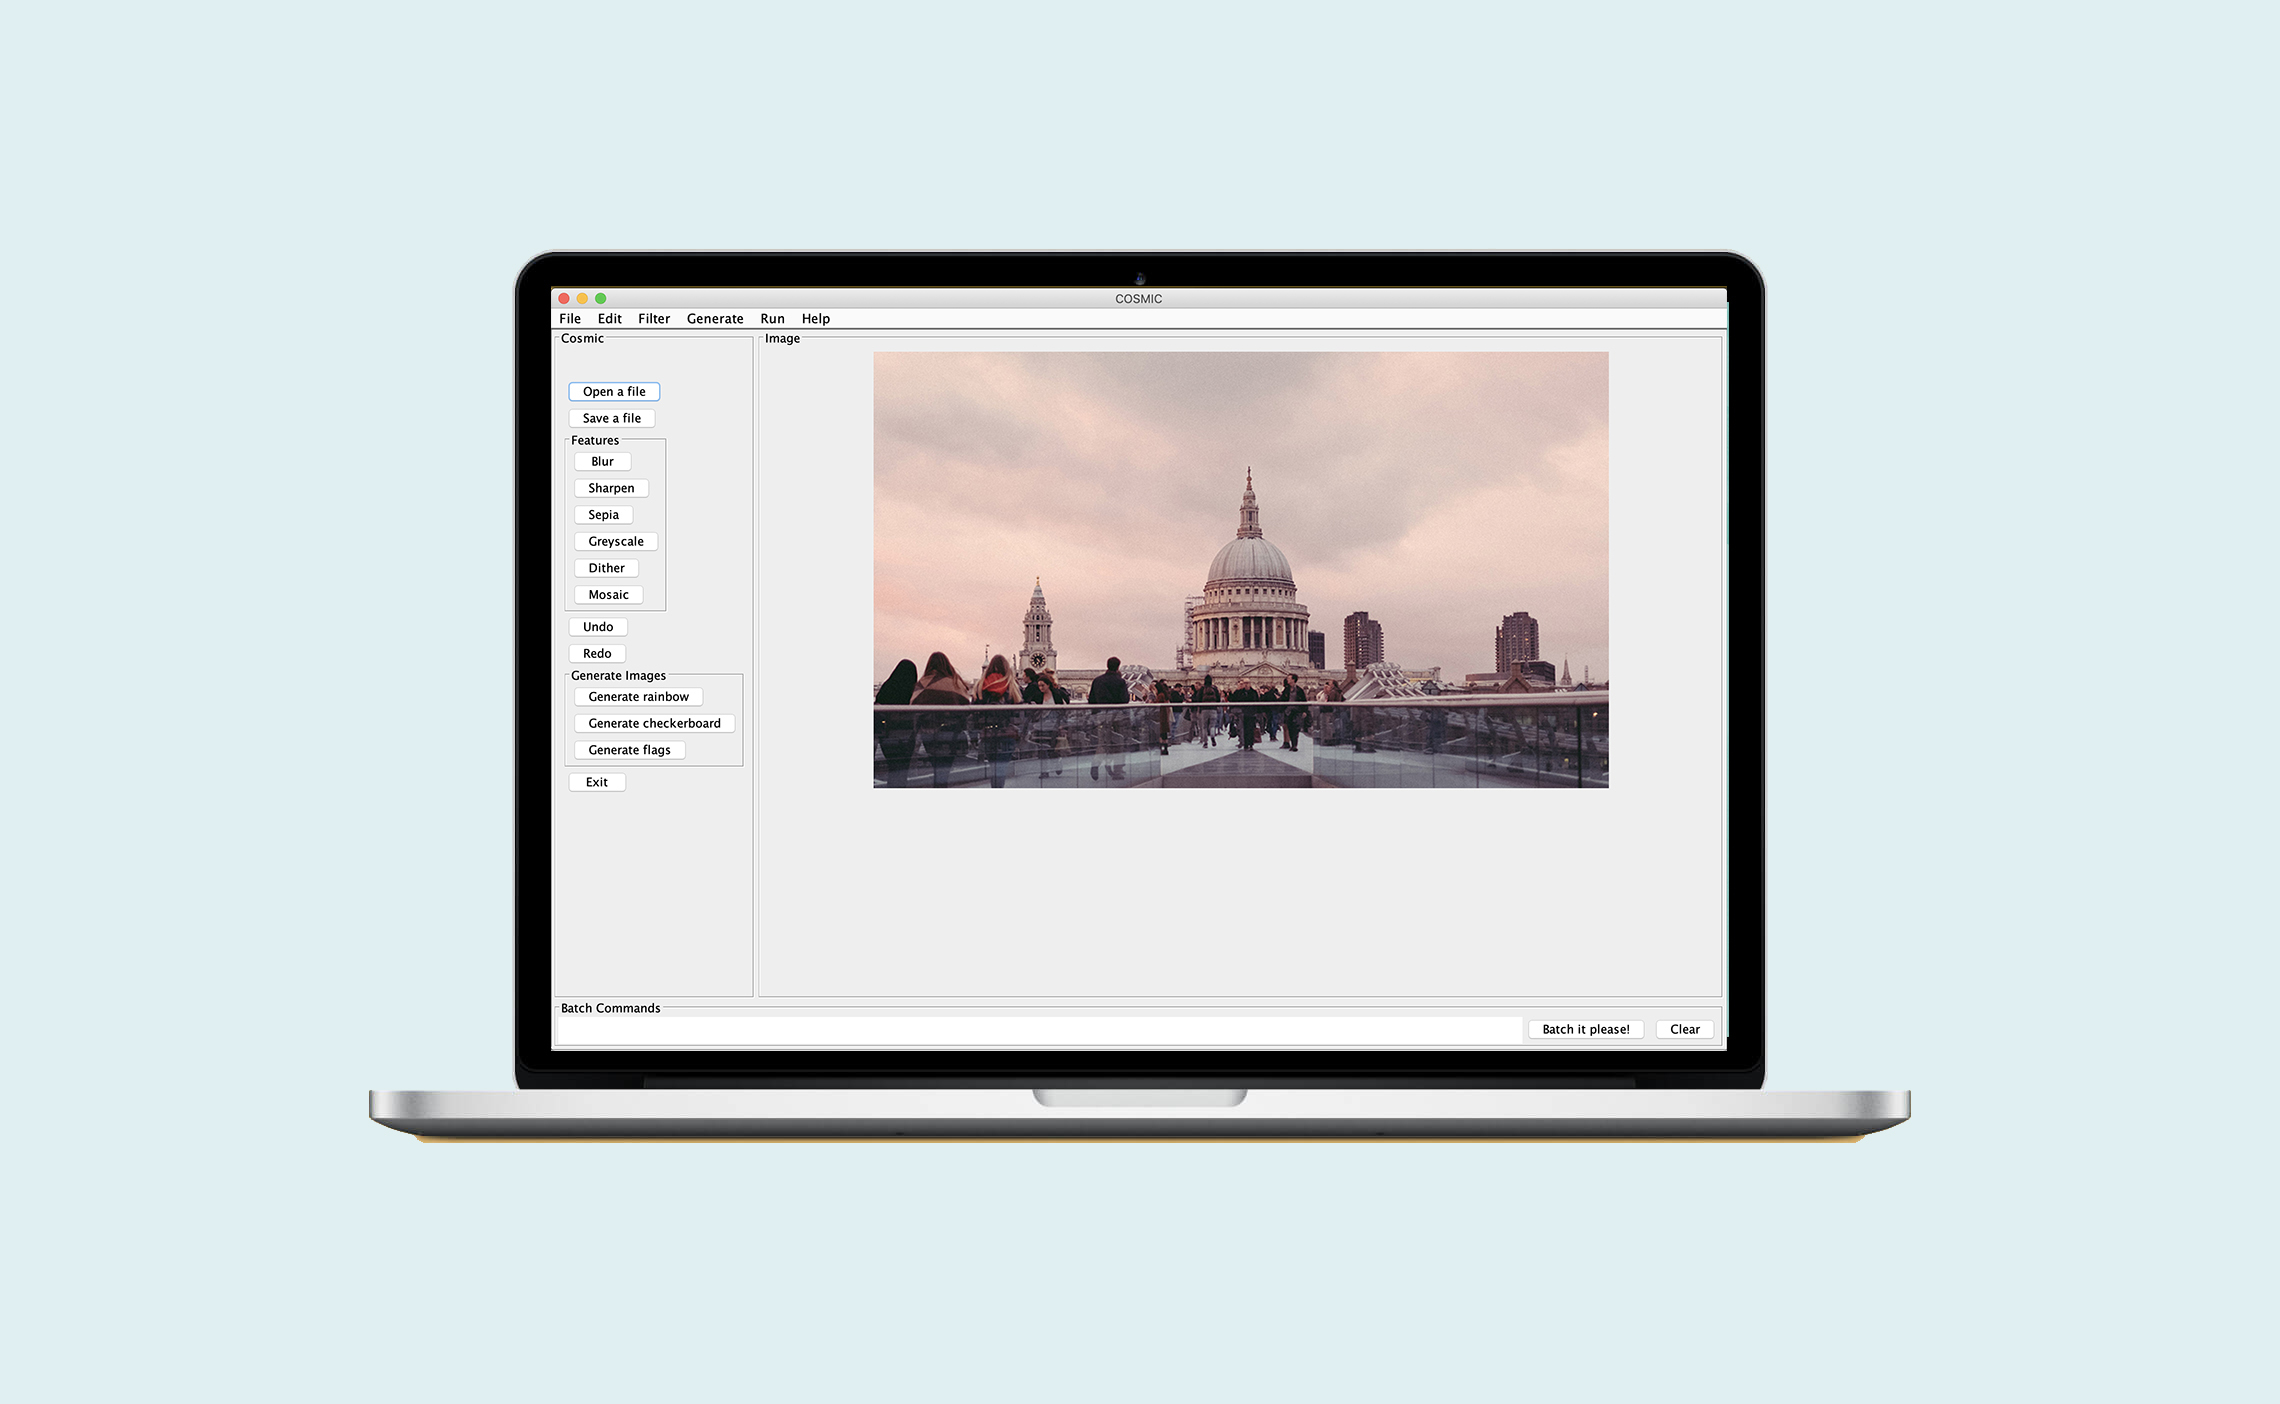 COSMIC
File Edit Filter Generate Run Help
Cosmic
Open a file
Save a file
Features
Blur
Sharpen
Sepia
Greyscale
Dither
Mosaic
Undo
Redo
Generate Images
Generate rainbow
Generate checkerboard
Generate flags
Exit
Image
Batch Commands
Batch it please! Clear